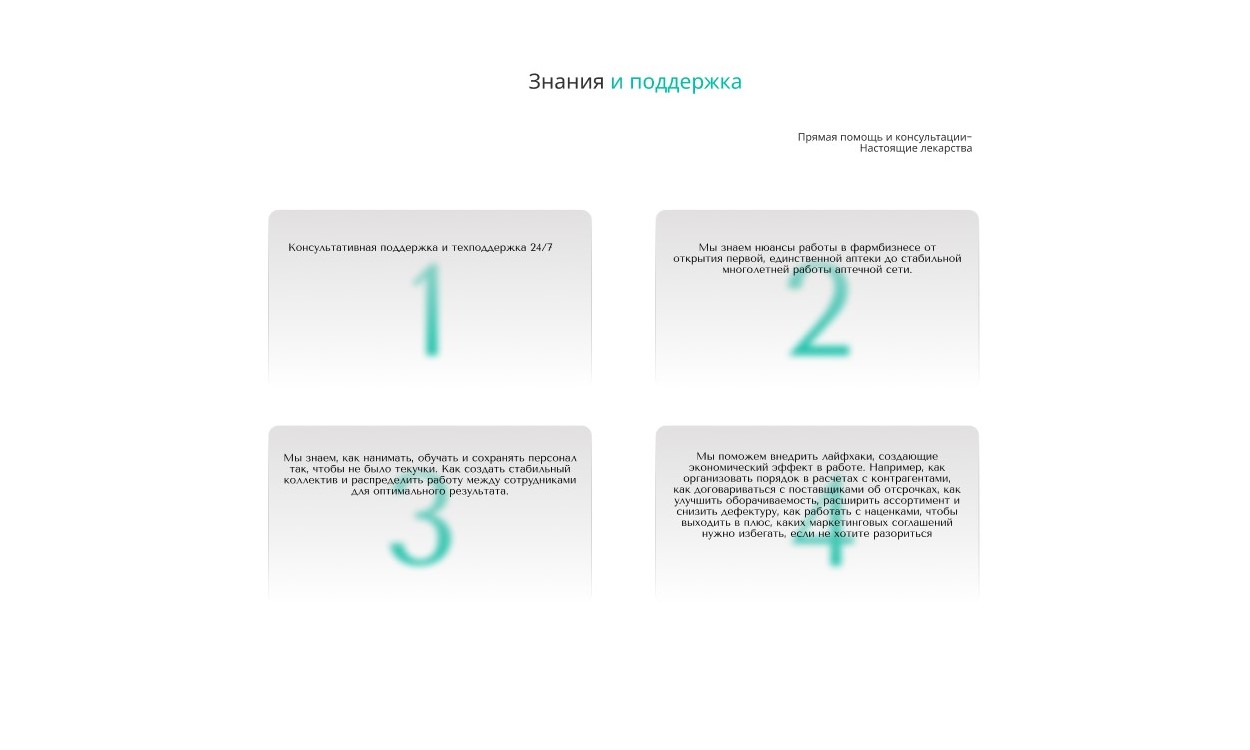 Знания и поддержка
Прямая помощь и консультации–
Настоящие лекарства
Консультативная поддержка и техподдержка 24/7
1
Мы знаем нюансы работы в фармбизнесе от
открытия первой, единственной аптеки до стабильной
многолетней работы аптечной сети.
2
Мы знаем, как нанимать, обучать и сохранять персонал
так, чтобы не было текучки. Как создать стабильный
коллектив и распределить работу между сотрудниками
для оптимального результата.
3
Мы поможем внедрить лайфхаки, создающие
экономический эффект в работе. Например, как
организовать порядок в расчетах с контрагентами,
как договариваться с поставщиками об отсрочках, как
улучшить оборачиваемость, расширить ассортимент и
снизить дефектуру, как работать с наценками, чтобы
выходить в плюс, каких маркетинговых соглашений
нужно избегать, если не хотите разориться
4